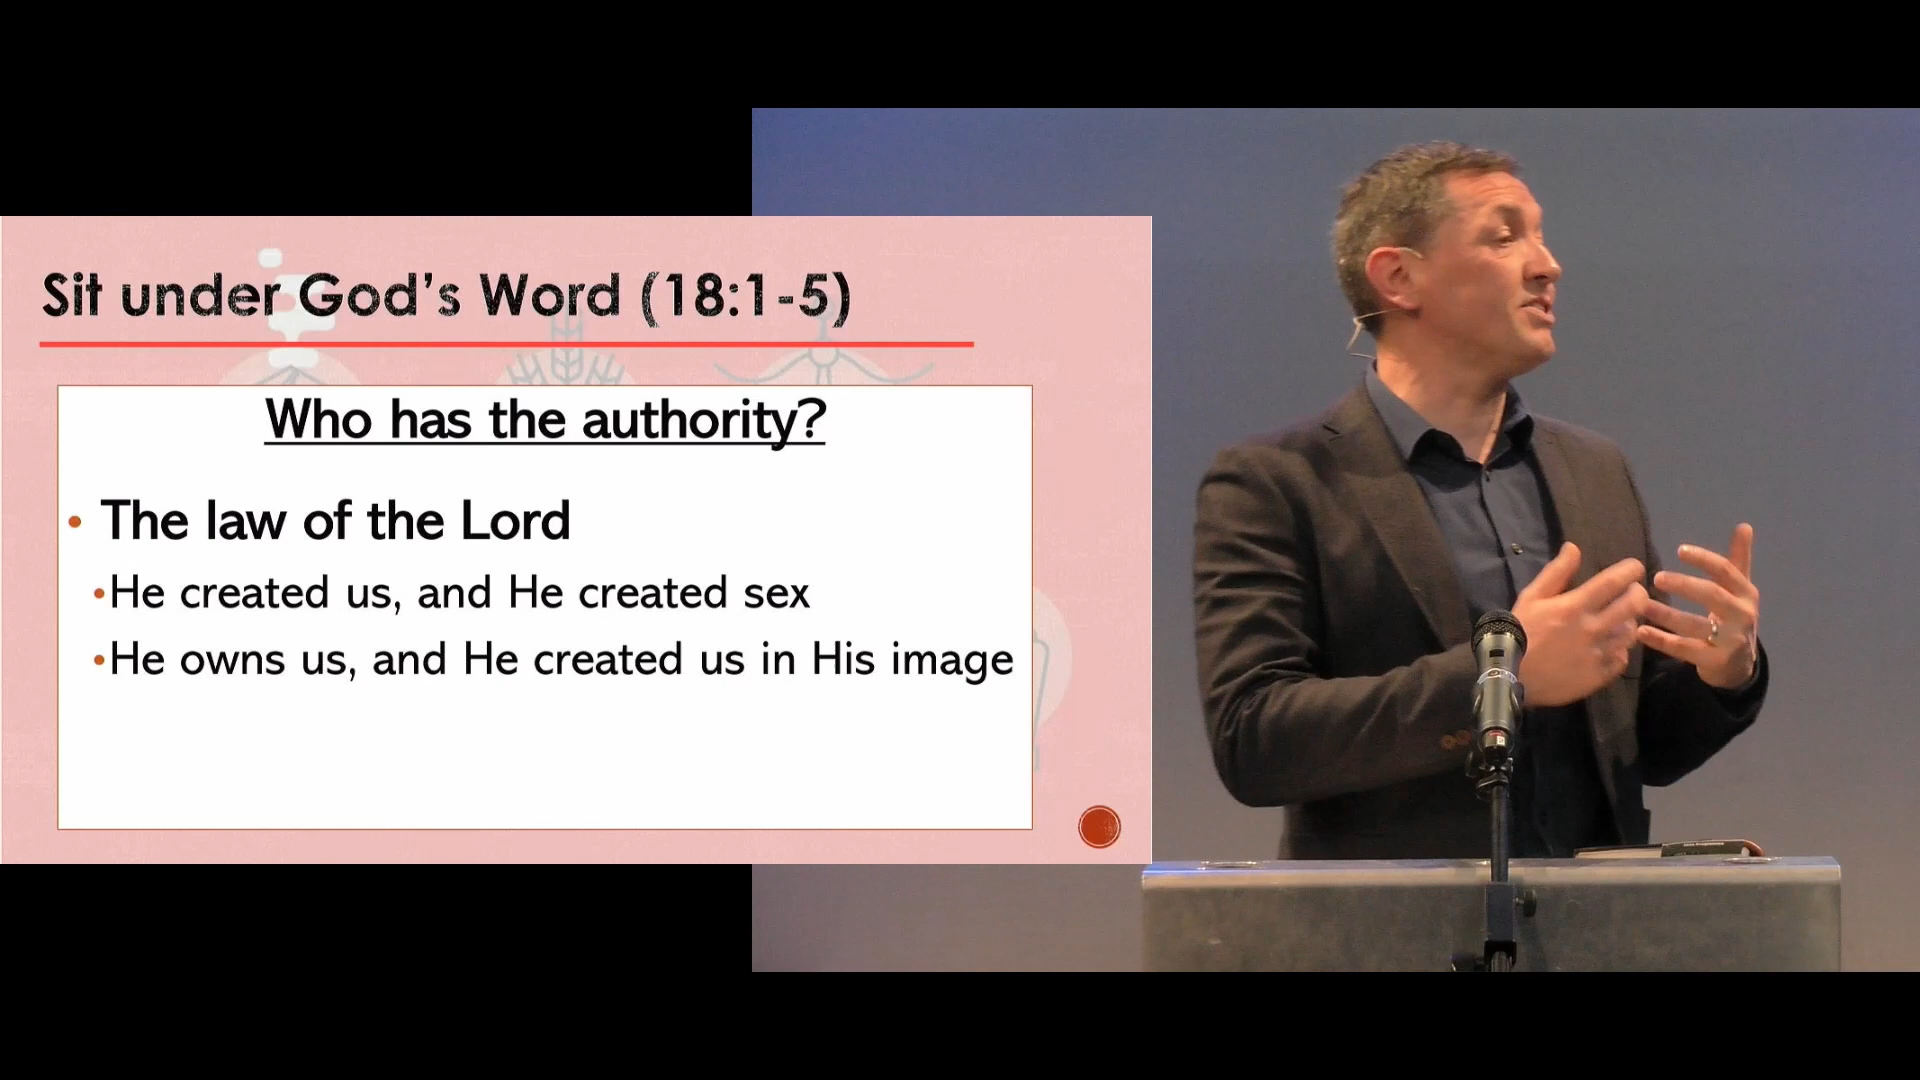 Sit under God's Word (18:1-5)
Who has the authority?
• The law of the Lord
•He created us, and He created sex
•He owns us, and He created us in His image